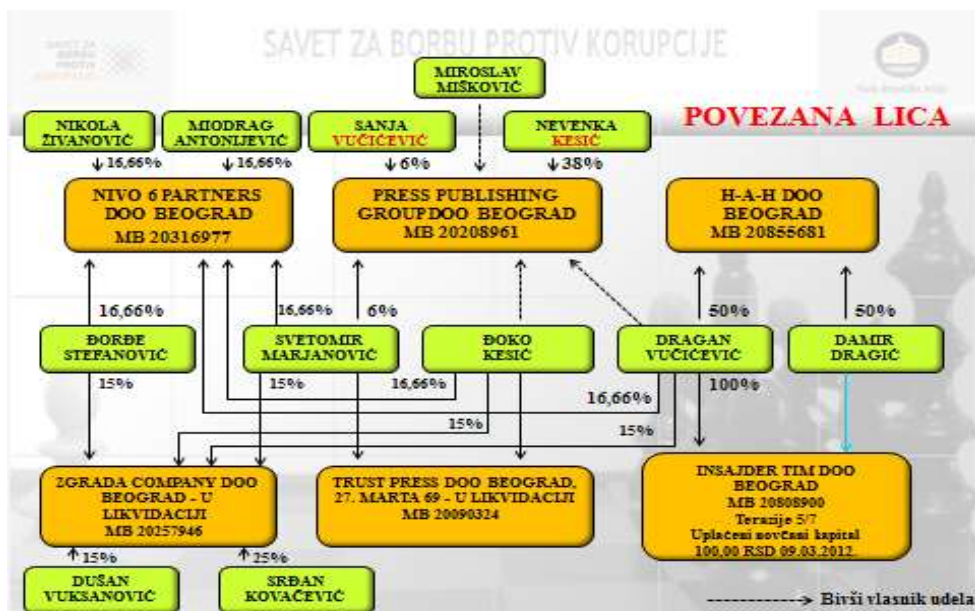 SAVET ZA BORBU PROTIV KORUPCIJE
SAVET ZA
BORBU
PROTIV
MIROSLAV
MIŠKOVIĆ
POVEZANA LICA
NIKOLA
ŽIVANOVIĆ
MIODRAG
ANTONIJEVIĆ
SANJA
VUČIĆEVIĆ
NEVENKA
KESIĆ
16,66%
16,66%
6%
38%
NIVO 6 PARTNERS
DOO BEOGRAD
MB 20316977
PRESS PUBLISHING
GROUPDOO BEOGRAD
MB 20208961
H-A-H DOO
BEOGRAD
MB 20855681
16,66%
16,66%
6%
50%
50%
ĐORĐE
STEFANOVIĆ
SVETOMIR
MARJANOVIĆ
ĐOKO
KESIĆ
DRAGAN
VUČIĆEVIĆ
DAMIR
DRAGIĆ
15%
15%
16,66%
16,66%
100%
15%
15%
ZGRADA COMPANY DOO
BEOGRAD - U
LIKVIDACIJI
MB 20257946
TRUST PRESS DOO BEOGRAD,
27. MARTA 69 - U LIKVIDACIJI
MB 20090324
INSAJDER TIM DOO
BEOGRAD
MB 20808900
Terazije 5/7
Uplaćeni novčani kapital
100,00 RSD 09.03.2012.
15%
25%
DUŠAN
VUKSANOVIĆ
SRĐAN
KOVAČEVIĆ
Bivši vlasnik udela